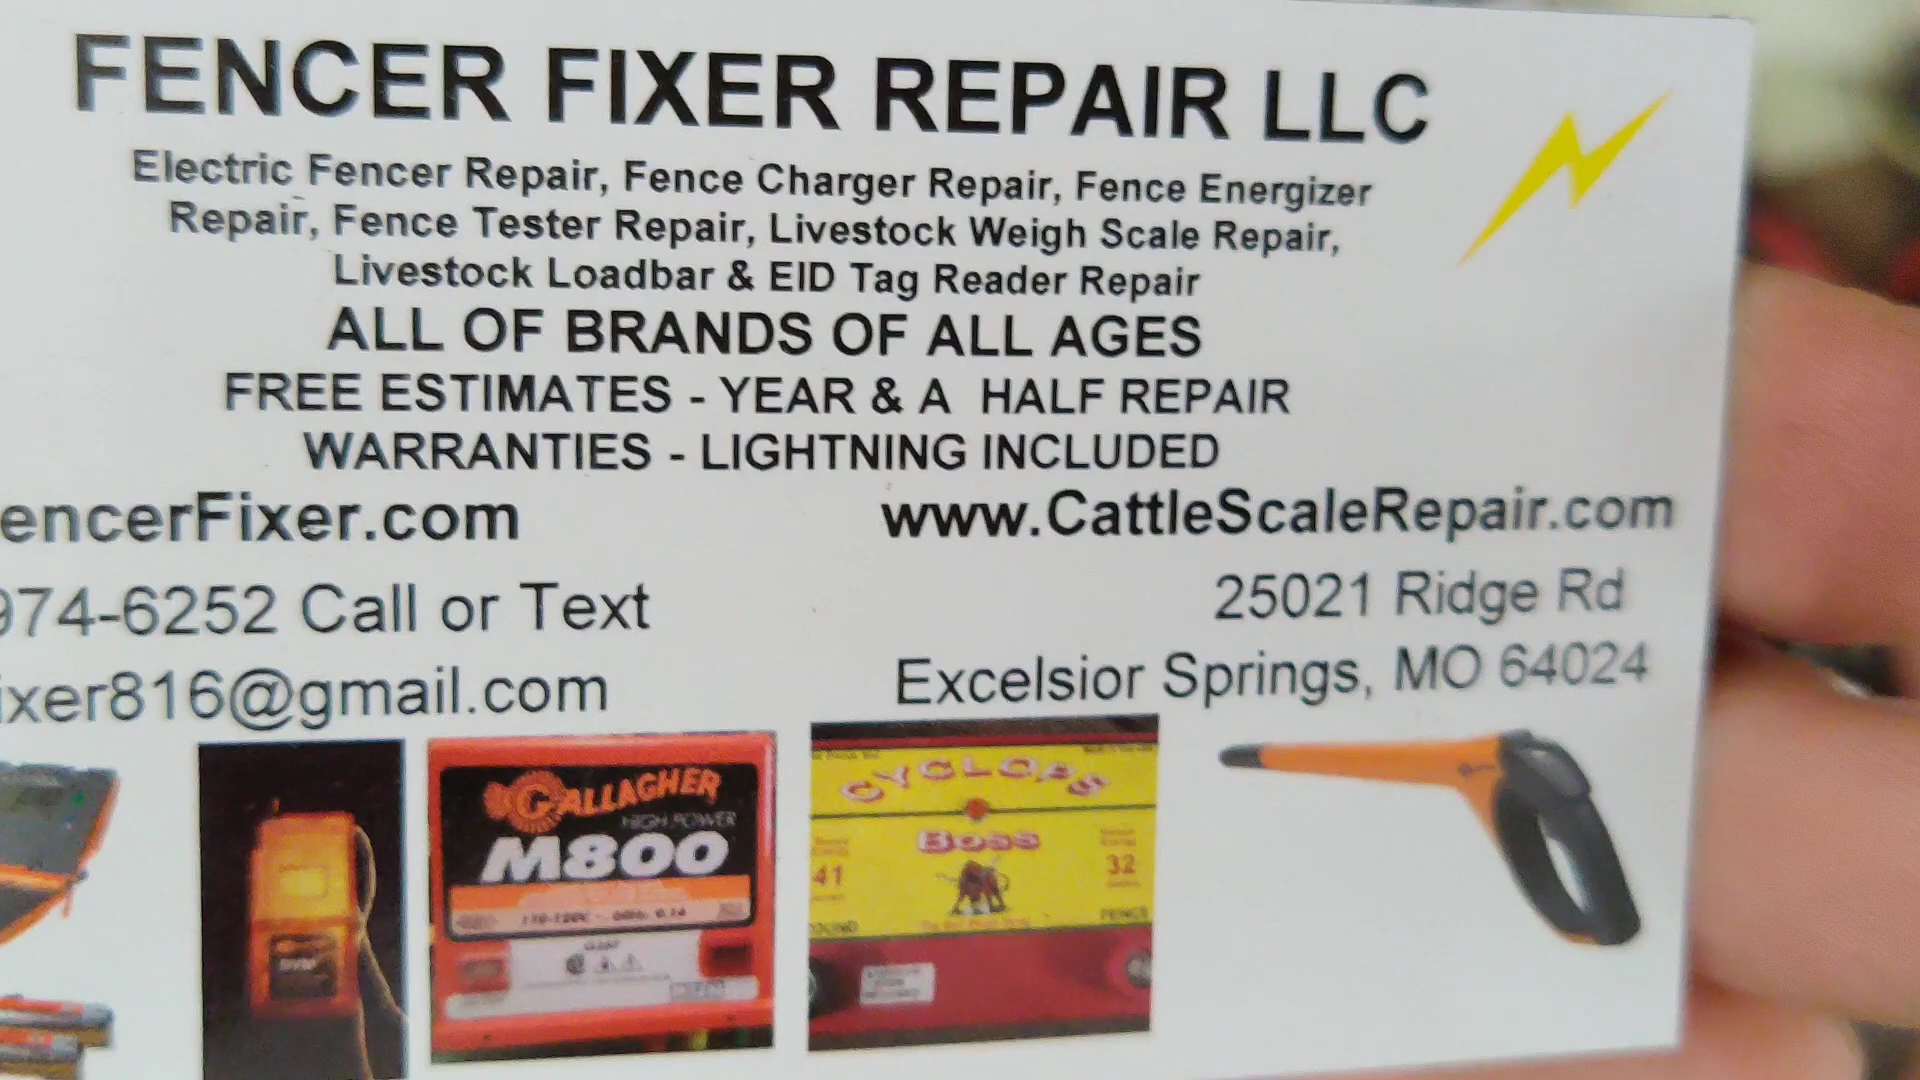 FENCER FIXER REPAIR LLC
Electric Fencer Repair, Fence Charger Repair, Fence Energizer
Repair, Fence Tester Repair, Livestock Weigh Scale Repair,
Livestock Loadbar & EID Tag Reader Repair
ALL OF BRANDS OF ALL AGES
FREE ESTIMATES - YEAR & A HALF REPAIR
WARRANTIES - LIGHTNING INCLUDED
encerFixer.com
www.CattleScaleRepair.com
974-6252 Call or Text
25021 Ridge Rd
ixer816@gmail.com
Excelsior Springs, MO 64024
GALLAGHER
HIGH POWER
M800
CYCLOPS
BOSS
41
32
FENCE